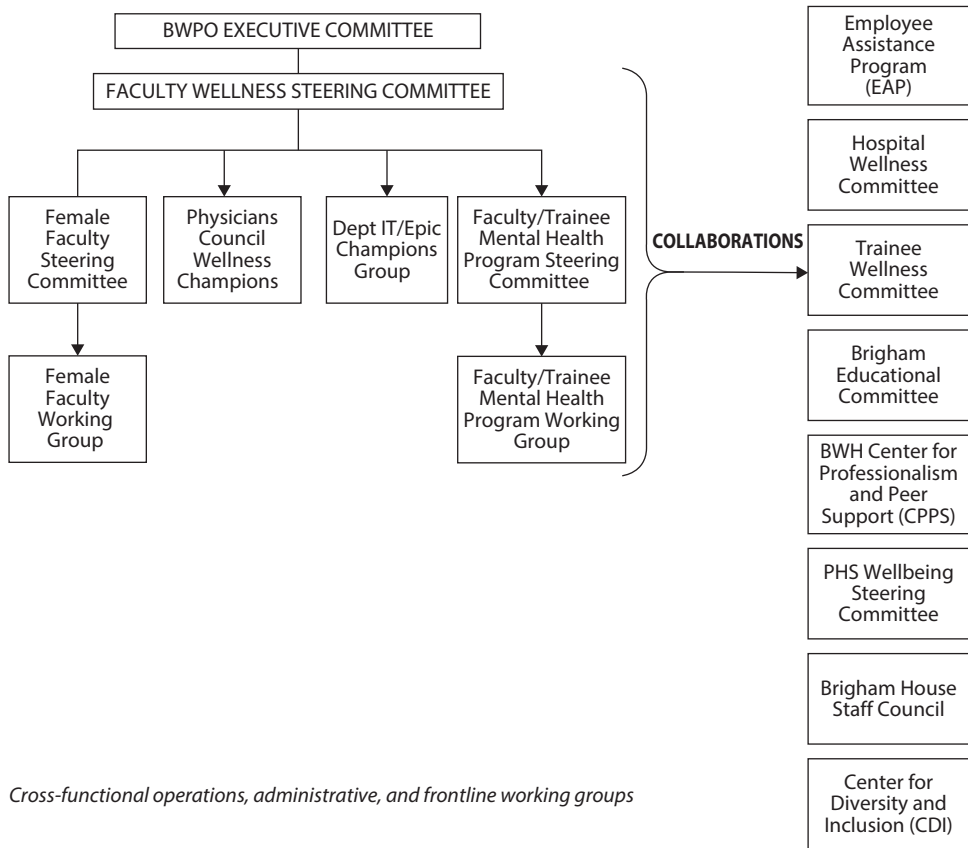 BWPO EXECUTIVE COMMITTEE
FACULTY WELLNESS STEERING COMMITTEE
Female
Faculty
Steering
Committee
Physicians
Council
Wellness
Champions
Dept IT/Epic
Champions
Group
Faculty/Trainee
Mental Health
Program Steering
Committee
Female
Faculty
Working
Group
Faculty/Trainee
Mental Health
Program Working
Group
COLLABORATIONS
Employee
Assistance
Program
(EAP)
Hospital
Wellness
Committee
Trainee
Wellness
Committee
Brigham
Educational
Committee
BWH Center for
Professionalism
and Peer
Support (CPPS)
PHS Wellbeing
Steering
Committee
Brigham House
Staff Council
Center for
Diversity and
Inclusion (CDI)
Cross-functional operations, administrative, and frontline working groups